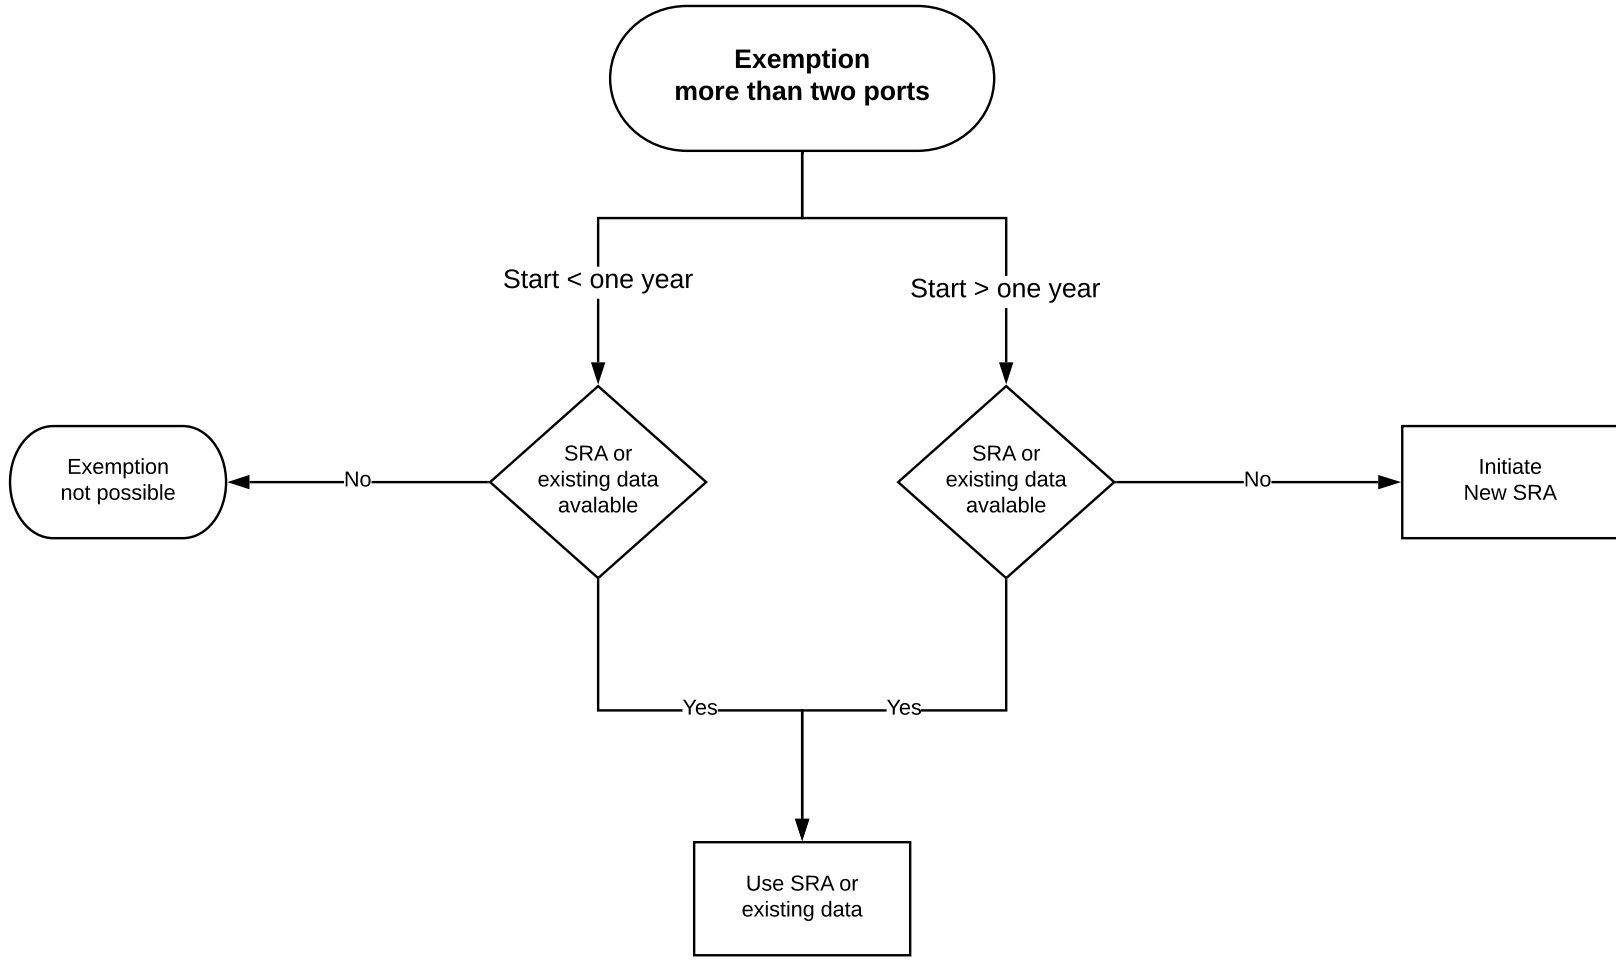 Exemption
more than two ports
Start < one year
Start > one year
Exemption
not possible
No
SRA or
existing data
avalable
SRA or
existing data
avalable
No
Initiate
New SRA
Yes
Yes
Use SRA or
existing data